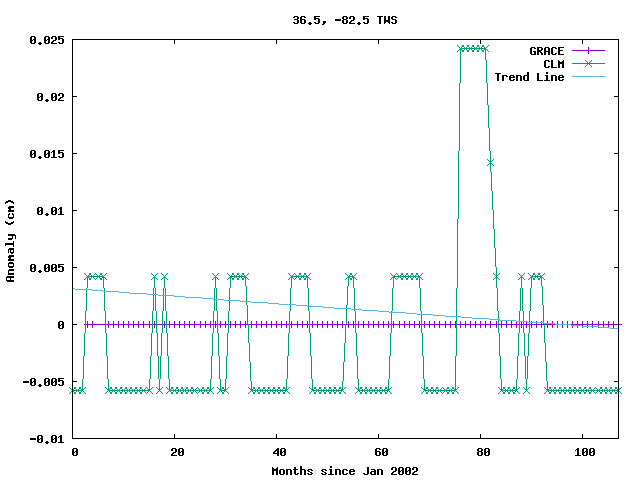 36.5, -82.5 TWS
0.025
0.02
0.015
0.01
0.005
0
-0.005
-0.01
Anomaly (cm)
GRACE
CLM
Trend Line
0 20 40 60 80 100
Months since Jan 2002